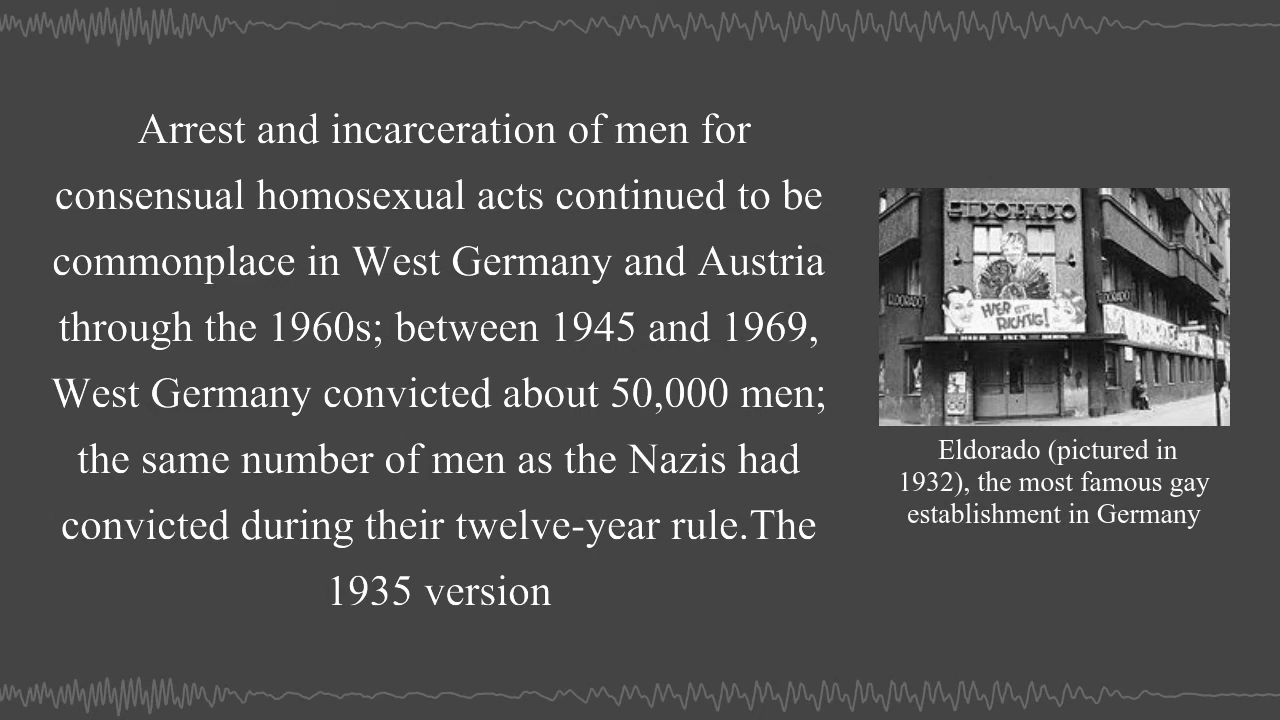 Arrest and incarceration of men for
consensual homosexual acts continued to be
commonplace in West Germany and Austria
through the 1960s; between 1945 and 1969,
West Germany convicted about 50,000 men;
the same number of men as the Nazis had
convicted during their twelve-year rule.The
1935 version
ELDORADO
ELDORADO
ELDORADO
HIER IST'S
RICHTIG!
Eldorado (pictured in
1932), the most famous gay
establishment in Germany